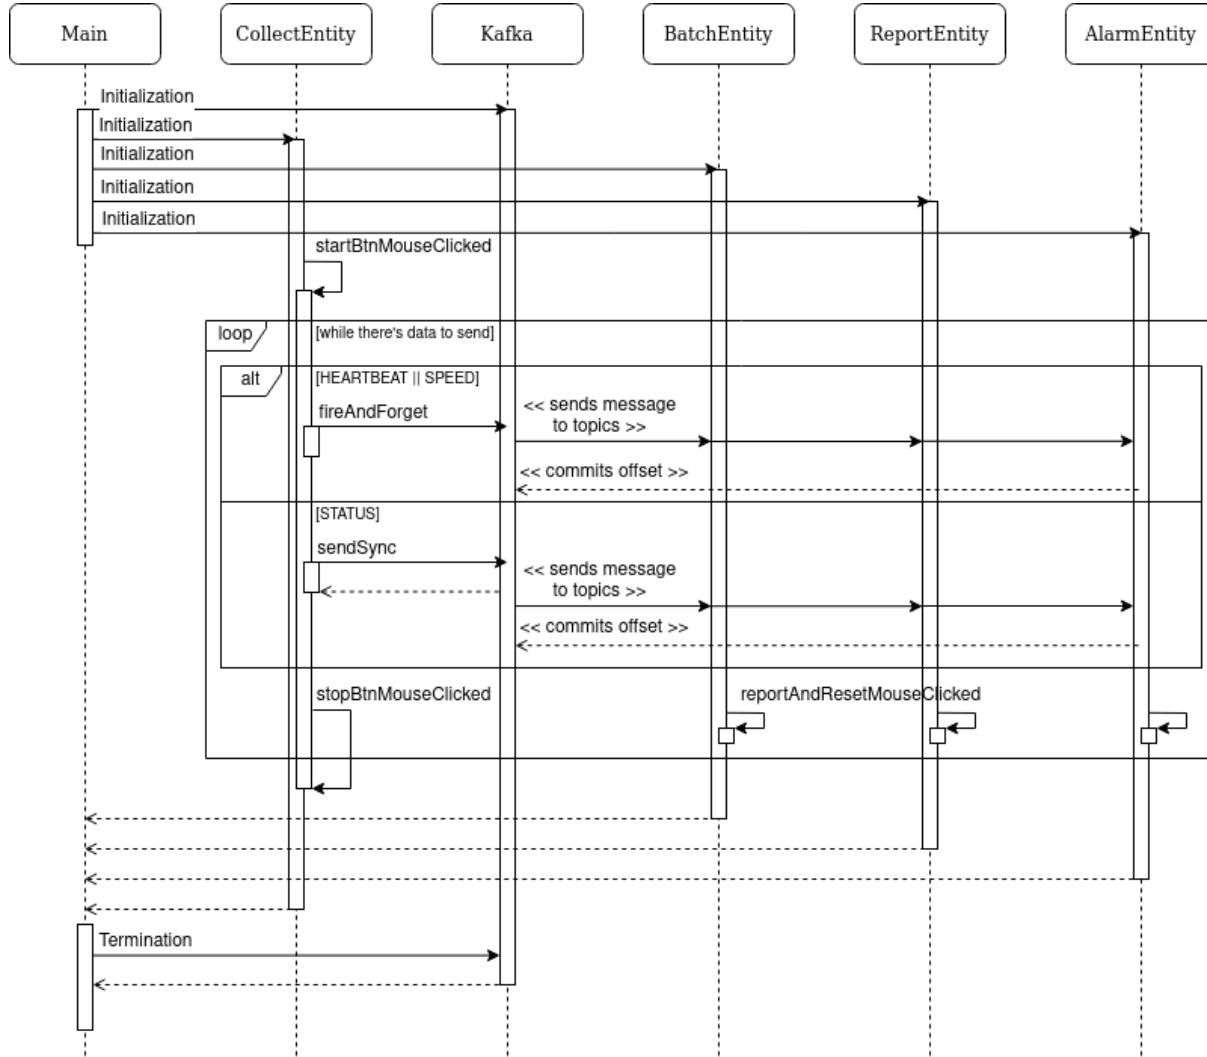 Main
CollectEntity
Kafka
BatchEntity
ReportEntity
AlarmEntity
Initialization
Initialization
Initialization
Initialization
Initialization
startBtnMouseClicked
loop
[while there's data to send]
alt
[HEARTBEAT || SPEED]
fireAndForget
<< sends message
to topics >>
<< commits offset >>
[STATUS]
sendSync
<< sends message
to topics >>
<< commits offset >>
stopBtnMouseClicked
reportAndResetMouseClicked
Termination